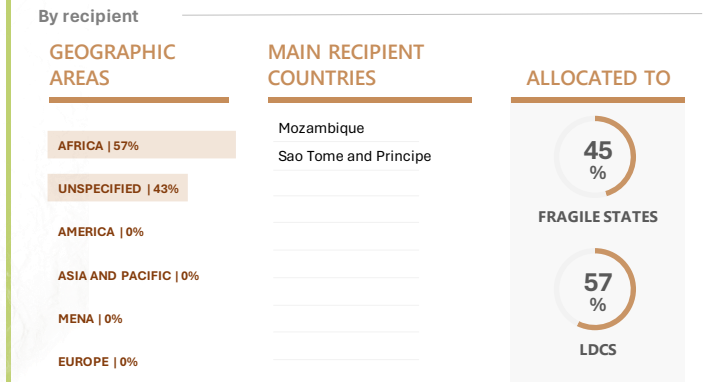 By recipient
GEOGRAPHIC
AREAS
AFRICA | 57%
UNSPECIFIED | 43%
AMERICA | 0%
ASIA AND PACIFIC | 0%
MENA | 0%
EUROPE | 0%
MAIN RECIPIENT
COUNTRIES
Mozambique
Sao Tome and Principe
ALLOCATED TO
45
%
FRAGILE STATES
57
%
LDCS